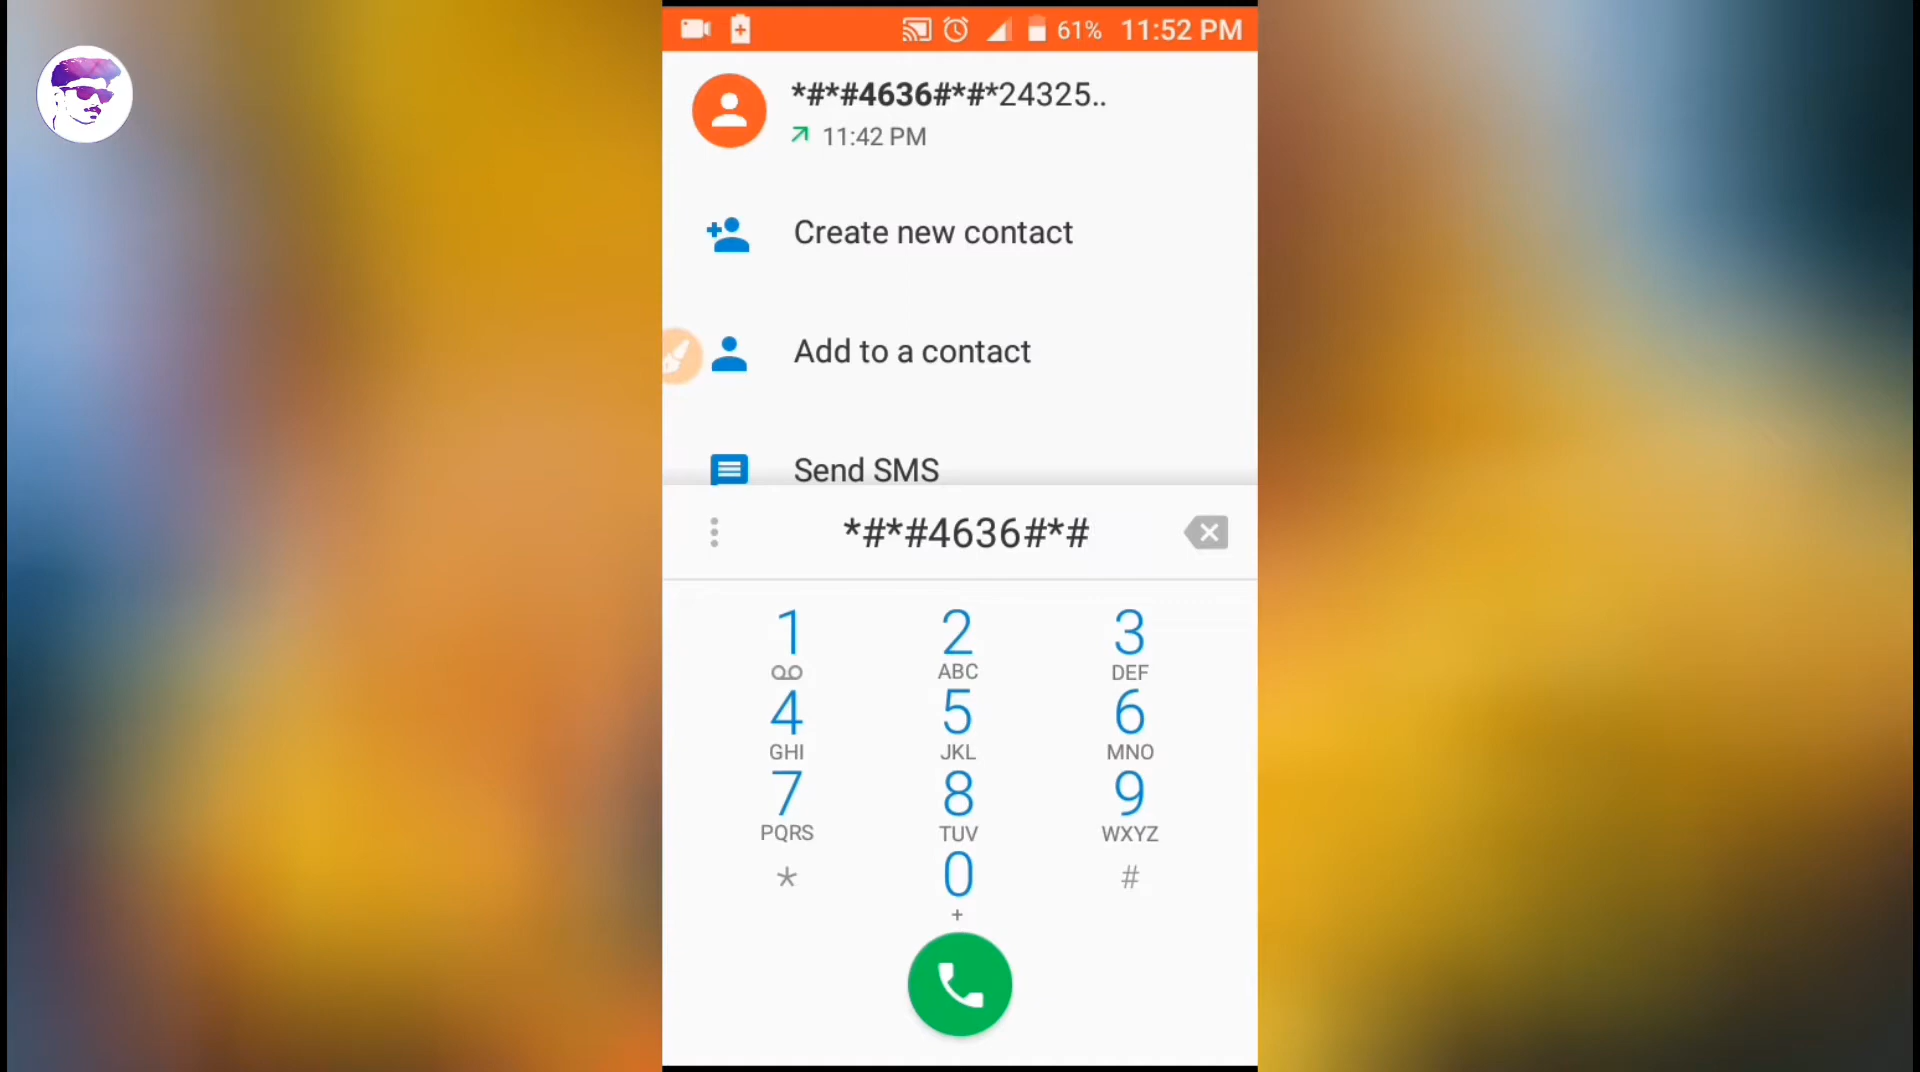 61% 11:52 PM
*#*#4636#*#*24325..
11:42 PM
Create new contact
Add to a contact
Send SMS
*#*#4636#*#
1 2 3
ABC DEF
4 5 6
GHI JKL MNO
7 8 9
PQRS TUV WXYZ
* 0 #
+